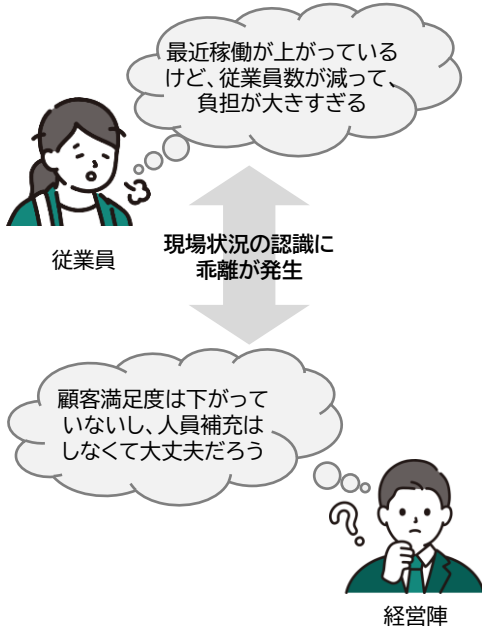 最近稼働が上がっている
けど、従業員数が減って、
負担が大きすぎる
従業員
現場状況の認識に
乖離が発生
顧客満足度は下がって
いないし、人員補充は
しなくて大丈夫だろう
経営陣